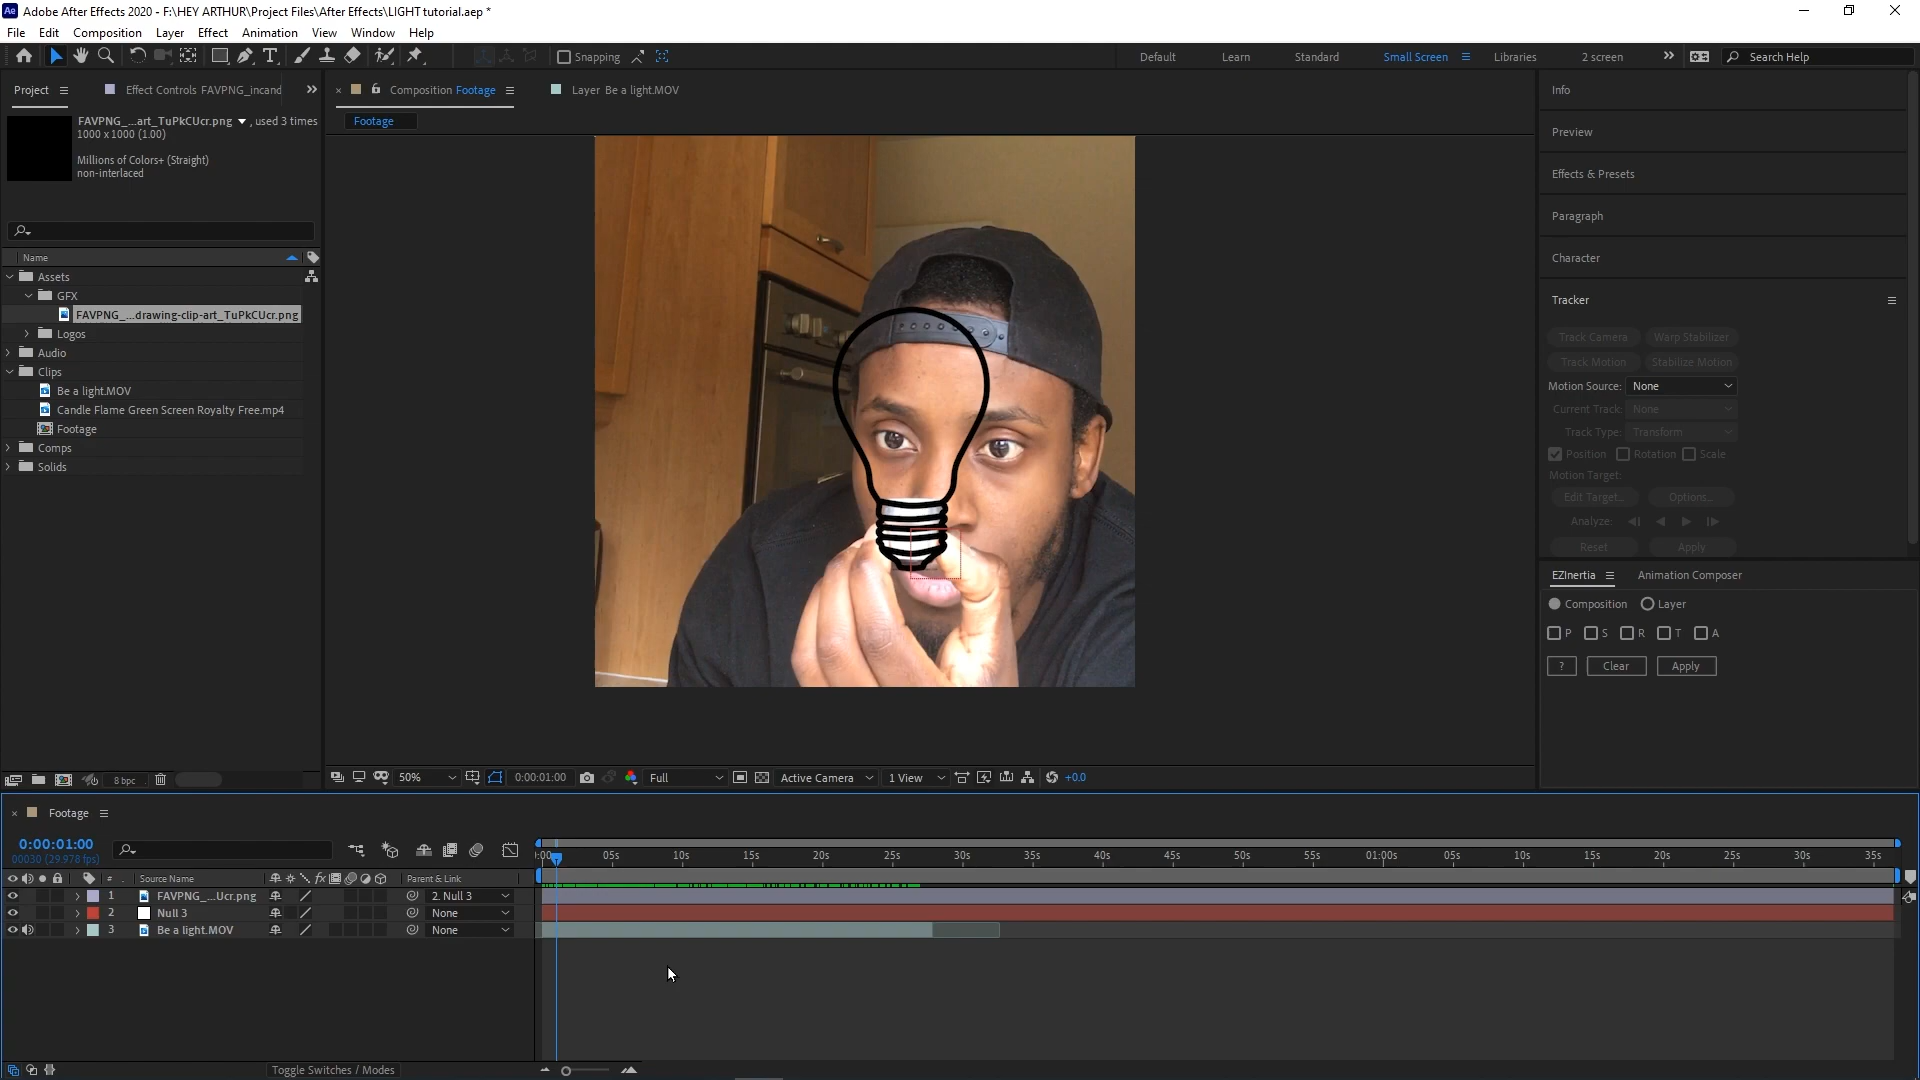 Ae Adobe After Effects 2020 - F:\HEY ARTHUR\Project Files\After Effects\LIGHT tutorial.aep *
File Edit Composition Layer Effect Animation View Window Help
Snapping Default Learn Standard Small Screen Libraries 2 screen Search Help
Project Effect Controls FAVPNG_incand
FAVPNG_...art_TuPkCUcr.png , used 3 times
1000 x 1000 (1.00)
Millions of Colors+ (Straight)
non-interlaced
Name
Assets
GFX
FAVPNG_...drawing-clip-art_TuPkCUcr.png
Logos
Audio
Clips
Be a light.MOV
Candle Flame Green Screen Royalty Free.mp4
Footage
Comps
Solids
8 bpc
Composition Footage Layer Be a light.MOV
Footage
50% 0:00:01:00 Full Active Camera 1 View +0.0
Info
Preview
Effects & Presets
Paragraph
Character
Tracker
Track Camera Warp Stabilizer
Track Motion Stabilize Motion
Motion Source: None
Current Track: None
Track Type: Transform
Position Rotation Scale
Motion Target:
Edit Target... Options...
Analyze:
Reset Apply
EZInertia Animation Composer
Composition Layer
P S R T A
? Clear Apply
Footage
0:00:01:00
00030 (29.978 fps)
# Source Name fx Parent & Link
1 FAVPNG_...Ucr.png 2. Null 3
2 Null 3 None
3 Be a light.MOV None
):00 05s 10s 15s 20s 25s 30s 35s 40s 45s 50s 55s 01:00s 05s 10s 15s 20s 25s 30s 35s
Toggle Switches / Modes